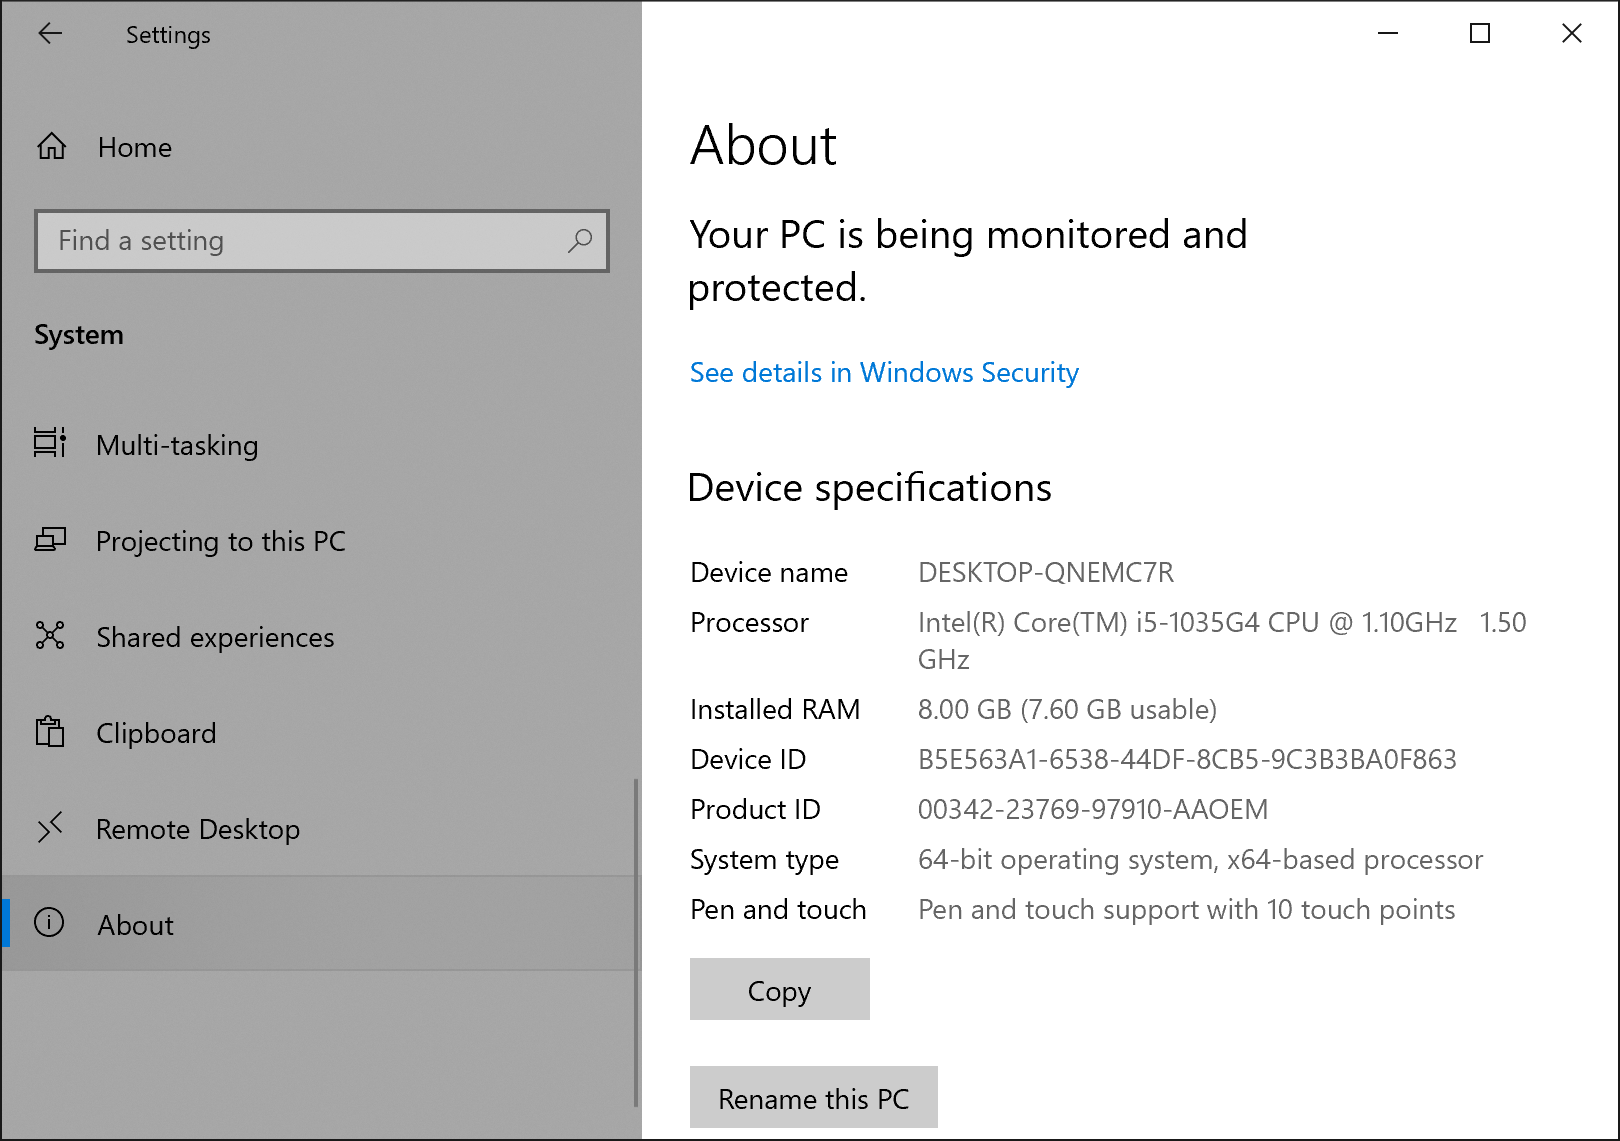 Settings
Home
Find a setting
System
Multi-tasking
Projecting to this PC
Shared experiences
Clipboard
Remote Desktop
About
About
Your PC is being monitored and
protected.
See details in Windows Security
Device specifications
Device name DESKTOP-QNEMC7R
Processor Intel(R) Core(TM) i5-1035G4 CPU @ 1.10GHz 1.50
GHz
Installed RAM 8.00 GB (7.60 GB usable)
Device ID B5E563A1-6538-44DF-8CB5-9C3B3BA0F863
Product ID 00342-23769-97910-AAOEM
System type 64-bit operating system, x64-based processor
Pen and touch Pen and touch support with 10 touch points
Copy
Rename this PC